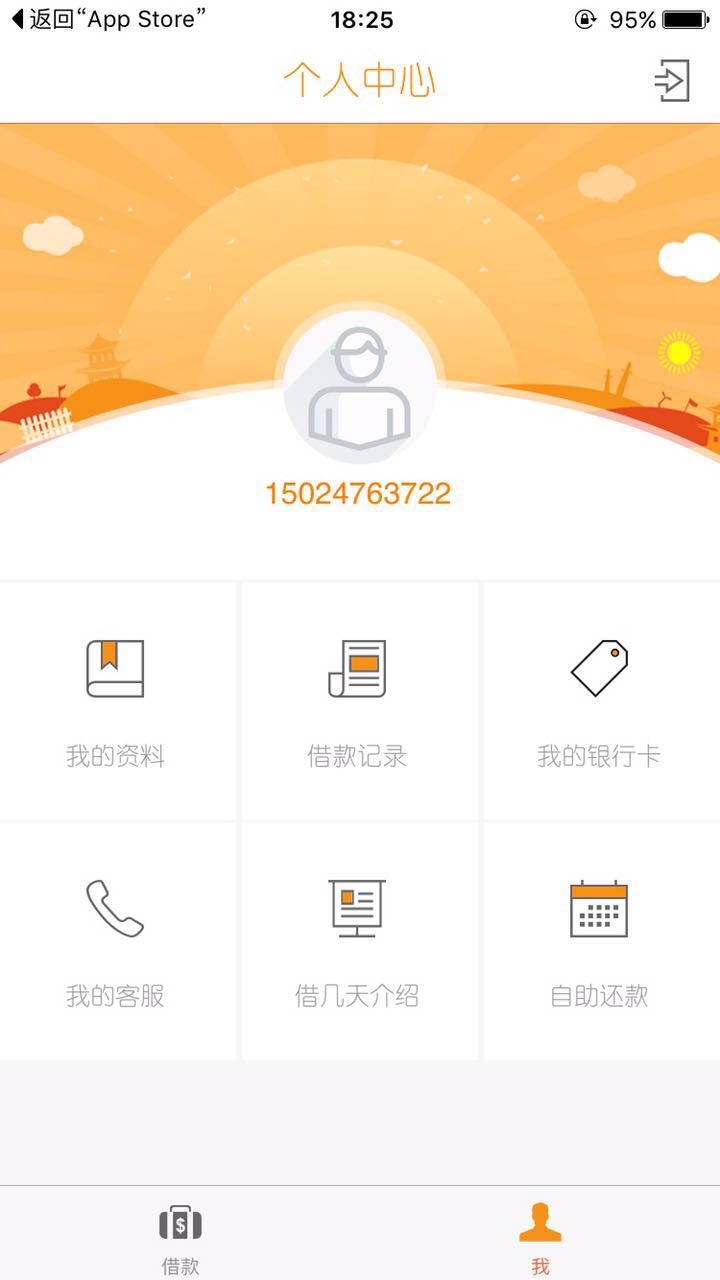 返回“App Store” 18:25 95%
个人中心
15024763722
我的资料 借款记录 我的银行卡
我的客服 借几天介绍 自助还款
$
借款 我